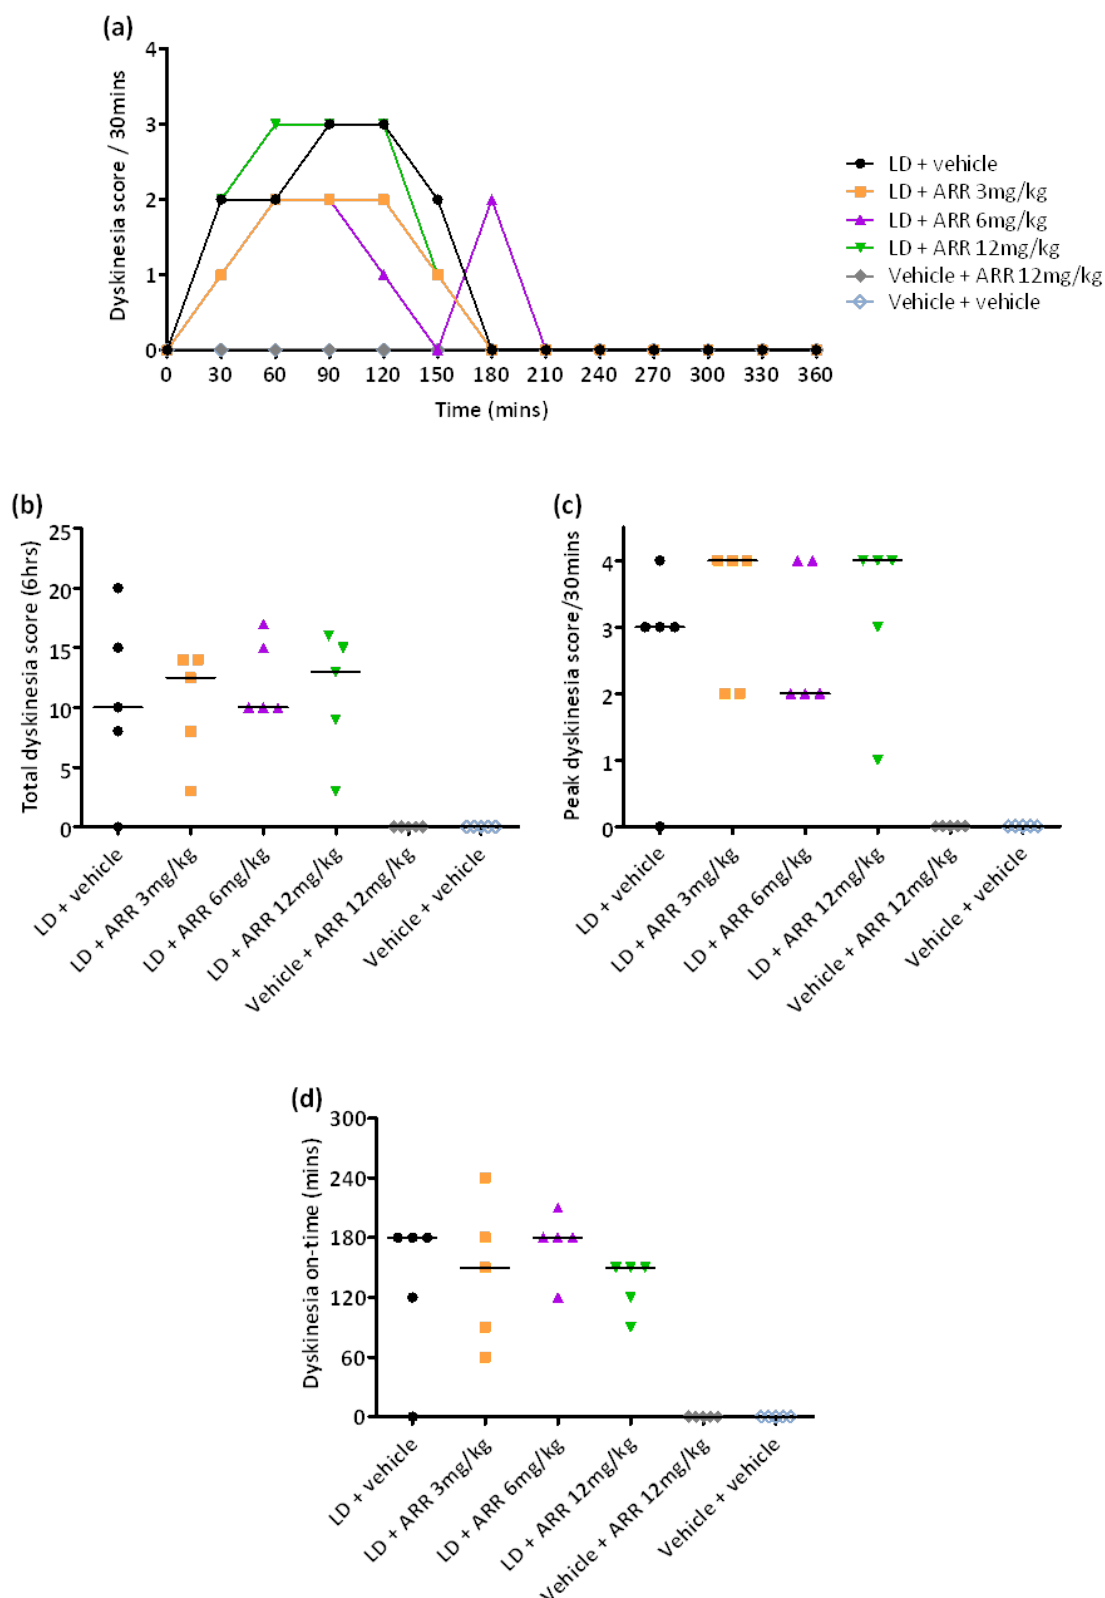 (a)
Dyskinesia score / 30mins
4
3
2
1
0
0 30 60 90 120 150 180 210 240 270 300 330 360
Time (mins)
LD + vehicle
LD + ARR 3mg/kg
LD + ARR 6mg/kg
LD + ARR 12mg/kg
Vehicle + ARR 12mg/kg
Vehicle + vehicle
(b)
Total dyskinesia score (6hrs)
25
20
15
10
5
0
LD + vehicle
LD + ARR 3mg/kg
LD + ARR 6mg/kg
LD + ARR 12mg/kg
Vehicle + ARR 12mg/kg
Vehicle + vehicle
(c)
Peak dyskinesia score/30mins
4
3
2
1
0
LD + vehicle
LD + ARR 3mg/kg
LD + ARR 6mg/kg
LD + ARR 12mg/kg
Vehicle + ARR 12mg/kg
Vehicle + vehicle
(d)
Dyskinesia on-time (mins)
300
240
180
120
60
0
LD + vehicle
LD + ARR 3mg/kg
LD + ARR 6mg/kg
LD + ARR 12mg/kg
Vehicle + ARR 12mg/kg
Vehicle + vehicle